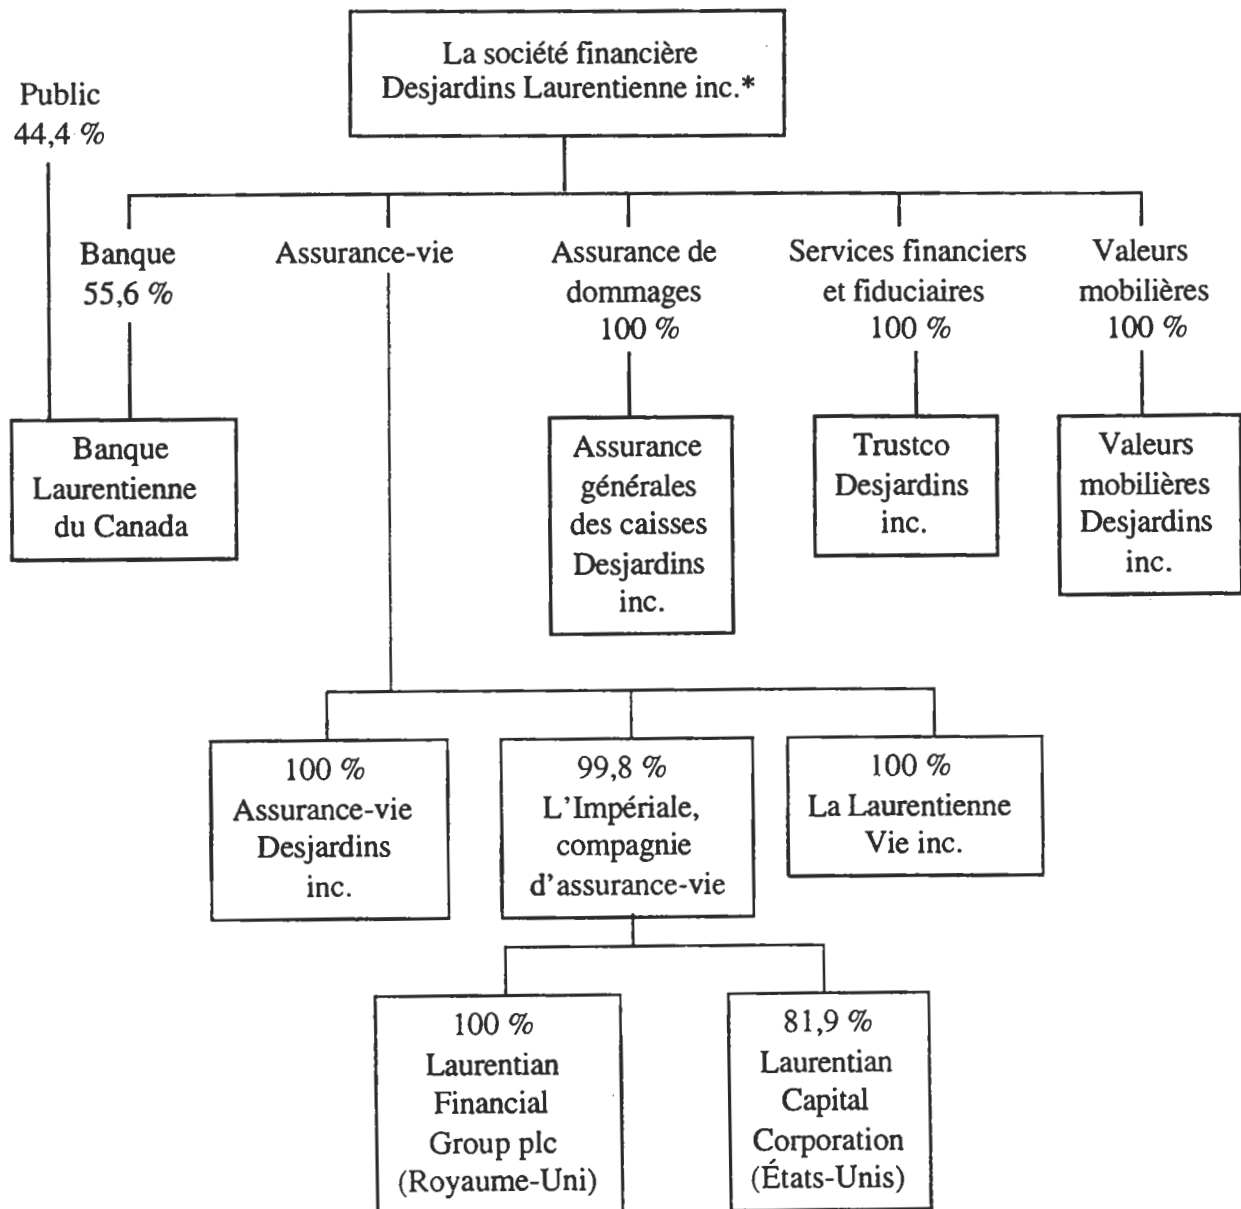 La société financière
Desjardins Laurentienne inc.*
Public
44,4 %
Banque
55,6 %
Assurance-vie
Assurance de
dommages
100 %
Services financiers
et fiduciaires
100 %
Valeurs
mobilières
100 %
Banque
Laurentienne
du Canada
Assurance
générales
des caisses
Desjardins
inc.
Trustco
Desjardins
inc.
Valeurs
mobilières
Desjardins
inc.
100 %
Assurance-vie
Desjardins
inc.
99,8 %
L'Impériale,
compagnie
d'assurance-vie
100 %
La Laurentienne
Vie inc.
100 %
Laurentian
Financial
Group plc
(Royaume-Uni)
81,9 %
Laurentian
Capital
Corporation
(États-Unis)